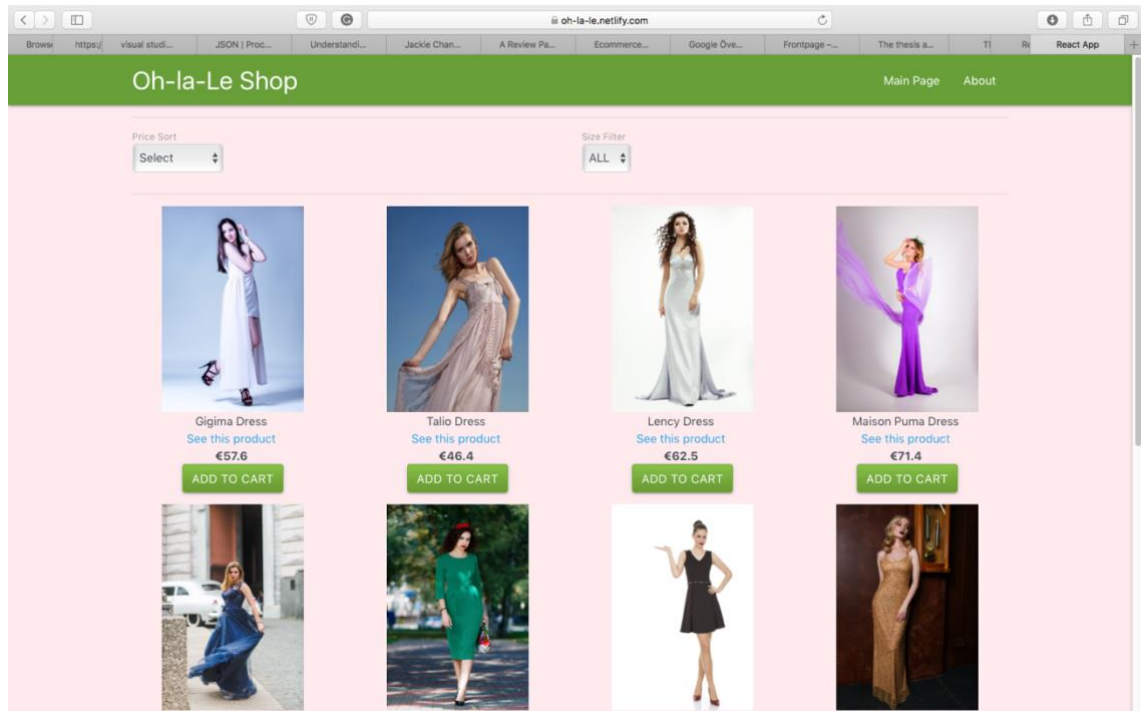 oh-la-le.netlify.com
Browse https:/ visual studi... JSON | Proc... Understandi... Jackie Chan... A Review Pa... Ecommerce... Google Öve... Frontpage –... The thesis a... React App
Oh-la-Le Shop Main Page About
Price Sort Size Filter
Select ALL
Gigima Dress Talio Dress Lency Dress Maison Puma Dress
See this product See this product See this product See this product
€57.6 €46.4 €62.5 €71.4
ADD TO CART ADD TO CART ADD TO CART ADD TO CART